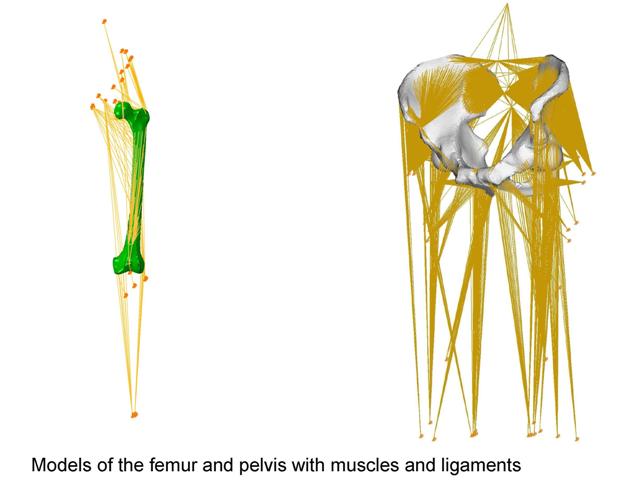 Models of the femur and pelvis with muscles and ligaments